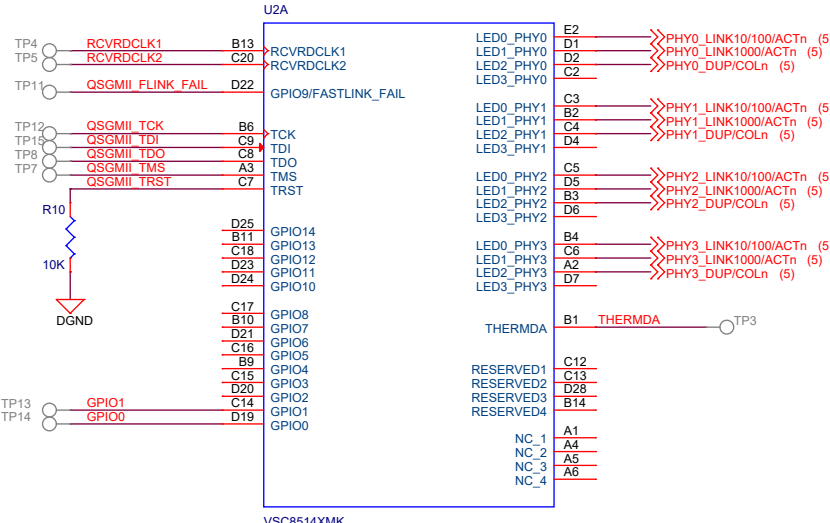 U2A
TP4 RCVRDCLK1 B13 RCVRDCLK1
TP5 RCVRDCLK2 C20 RCVRDCLK2
TP11 QSGMII_FLINK_FAIL D22 GPIO9/FASTLINK_FAIL
TP12 QSGMII_TCK B6 TCK
TP15 QSGMII_TDI C9 TDI
TP8 QSGMII_TDO C8 TDO
TP7 QSGMII_TMS A3 TMS
QSGMII_TRST C7 TRST
R10
10K
DGND
D25 GPIO14
B11 GPIO13
C18 GPIO12
D23 GPIO11
D24 GPIO10
C17 GPIO8
B10 GPIO7
D21 GPIO6
C16 GPIO5
B9 GPIO4
C15 GPIO3
D20 GPIO2
TP13 GPIO1 C14 GPIO1
TP14 GPIO0 D19 GPIO0
LED0_PHY0 E2 PHY0_LINK10/100/ACTn (5
LED1_PHY0 D1 PHY0_LINK1000/ACTn (5)
LED2_PHY0 D2 PHY0_DUP/COLn (5)
LED3_PHY0 C2
LED0_PHY1 C3 PHY1_LINK10/100/ACTn (5
LED1_PHY1 B2 PHY1_LINK1000/ACTn (5)
LED2_PHY1 C4 PHY1_DUP/COLn (5)
LED3_PHY1 D4
LED0_PHY2 C5 PHY2_LINK10/100/ACTn (5
LED1_PHY2 D5 PHY2_LINK1000/ACTn (5)
LED2_PHY2 B3 PHY2_DUP/COLn (5)
LED3_PHY2 D6
LED0_PHY3 B4 PHY3_LINK10/100/ACTn (5
LED1_PHY3 C6 PHY3_LINK1000/ACTn (5)
LED2_PHY3 A2 PHY3_DUP/COLn (5)
LED3_PHY3 D7
THERMDA B1 THERMDA TP3
RESERVED1 C12
RESERVED2 C13
RESERVED3 D28
RESERVED4 B14
NC_1 A1
NC_2 A4
NC_3 A5
NC_4 A6
VSC8514XMK